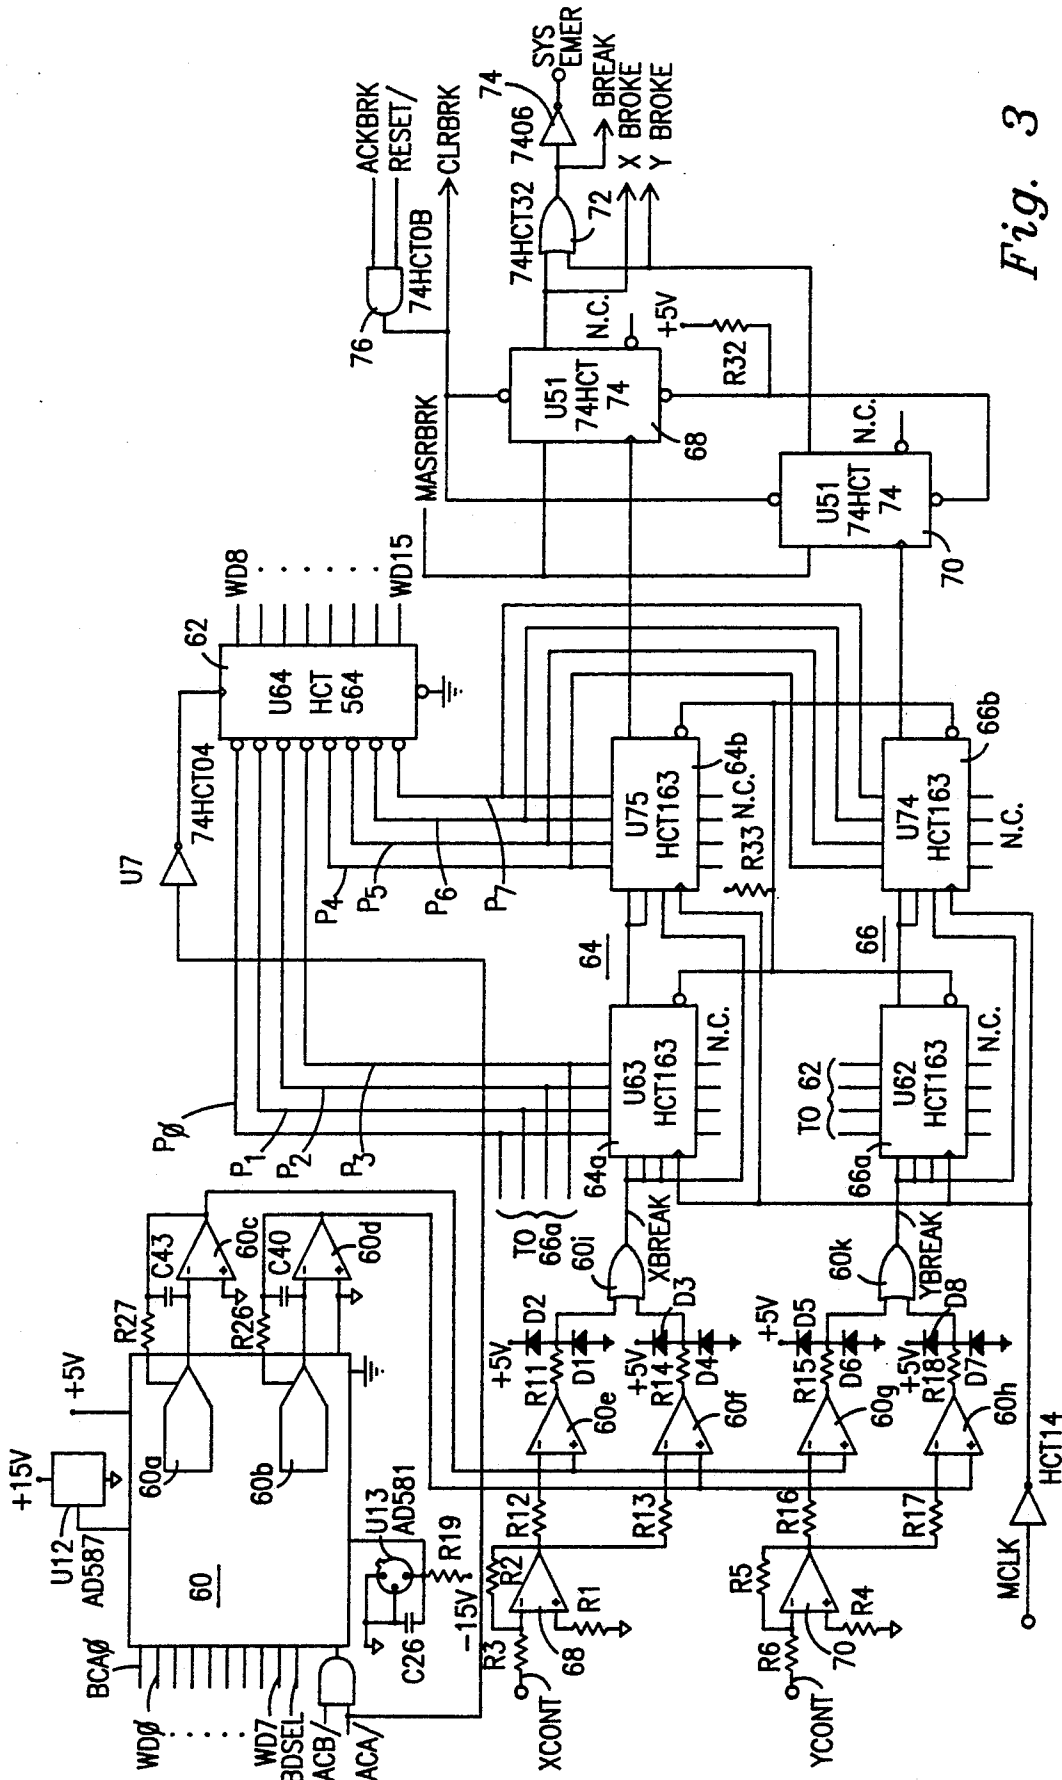 ACKBRK
RESET/
76
74HCT0B
CLRBRK
74
SYS
EMER
7406
BREAK
X BROKE
Y BROKE
74HCT32
72
MASRBRK
U51
74HCT
74
N.C.
68
+5V
R32
U51
74HCT
74
N.C.
70
WD8
WD15
62
U64
HCT
564
U7
74HCT04
P4
P5
P6
P7
U75
HCT163
64b
N.C.
R33
64
U74
HCT163
66b
N.C.
66
PØ
P1
P2
P3
TO
66a
U63
HCT163
64a
N.C.
TO 62
U62
HCT163
66a
N.C.
+15V
U12
AD587
+5V
60a
60b
60
R27
C43
60c
R26
C40
60d
BCAØ
WDØ
WD7
BDSEL
ACB/
ACA/
U13
AD581
C26
R19
-15V
60i
XBREAK
60k
YBREAK
+5V
D2
R11
D1
60e
+5V
D3
R14
D4
60f
+5V
D5
R15
D6
60g
+5V
D8
R18
D7
60h
R12
R13
R16
R17
R2
R3
R1
68
XCONT
R5
R6
R4
70
YCONT
MCLK
HCT14
Fig. 3